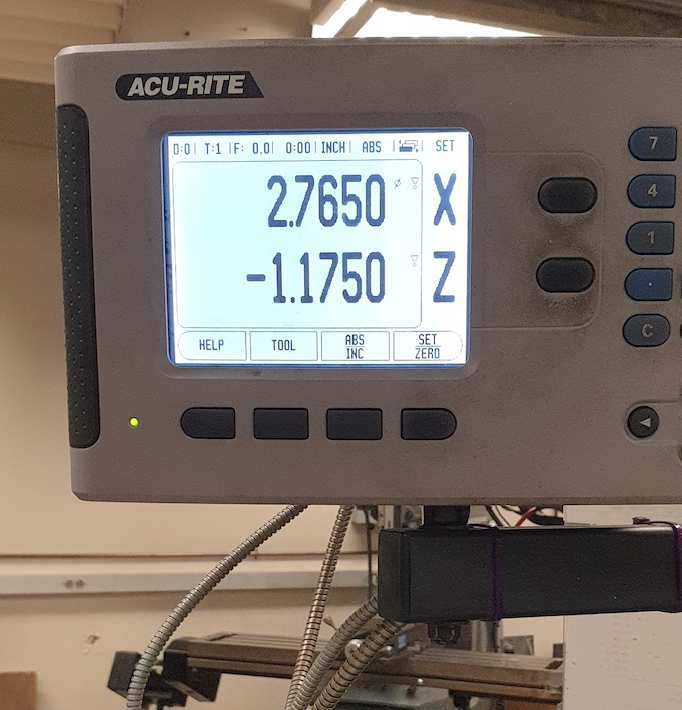 ACU-RITE
D:0 T:1 F: 0.0 0:00 INCH ABS SET
2.7650 Ø X
-1.1750 Z
HELP TOOL ABS INC SET ZERO
7
4
1
.
C